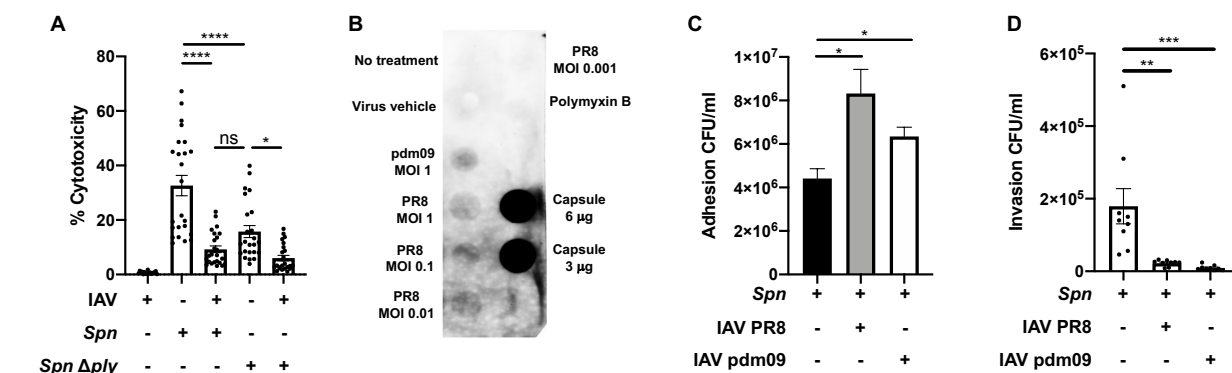 A
% Cytotoxicity
80
60
40
20
0
****
****
ns
*
IAV + - + - +
Spn - + + - -
Spn Δply - - - + +
B
No treatment
Virus vehicle
pdm09
MOI 1
PR8
MOI 1
PR8
MOI 0.1
PR8
MOI 0.01
PR8
MOI 0.001
Polymyxin B
Capsule
6 µg
Capsule
3 µg
C
Adhesion CFU/ml
1×10⁷
8×10⁶
6×10⁶
4×10⁶
2×10⁶
0
*
*
Spn + + +
IAV PR8 - + -
IAV pdm09 - - +
D
Invasion CFU/ml
6×10⁵
4×10⁵
2×10⁵
0
***
**
Spn + + +
IAV PR8 - + -
IAV pdm09 - - +